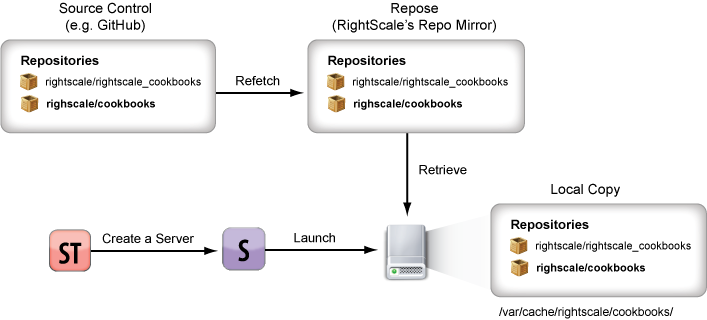 Source Control
(e.g. GitHub)
Repositories
rightscale/rightscale_cookbooks
righscale/cookbooks
Refetch
Repose
(RightScale's Repo Mirror)
Repositories
RightScale/rightscale_cookbooks
righscale/cookbooks
Retrieve
Local Copy
Repositories
rightscale/rightscale_cookbooks
righscale/cookbooks
/var/cache/rightscale/cookbooks/
ST
Create a Server
S
Launch